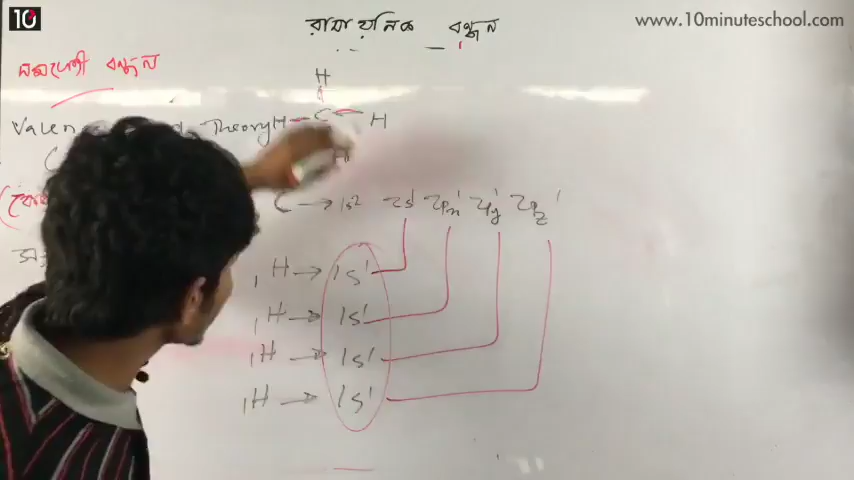 10
www.10minuteschool.com
রাসায়নিক বন্ধন
সমযোজী বন্ধন
H
Valen Theory H C H
H
C → 1s² 2s¹ 2px¹ 2py¹ 2pz¹
₁H → 1s¹
₁H → 1s¹
₁H → 1s¹
₁H → 1s¹